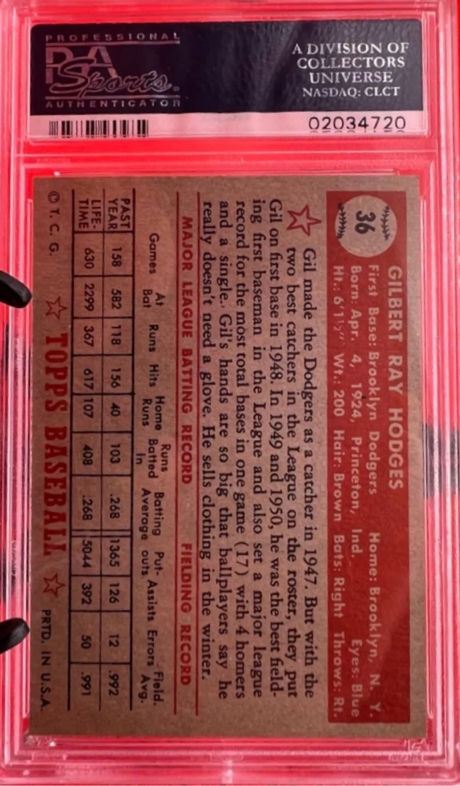 PROFESSIONAL
PSA
Sports.
AUTHENTICATOR
A DIVISION OF
COLLECTORS
UNIVERSE
NASDAQ: CLCT
02034720
36
GILBERT RAY HODGES
First Base: Brooklyn Dodgers Home: Brooklyn, N. Y.
Born: Apr. 4, 1924, Princeton, Ind. Eyes: Blue
Ht.: 6'1½" Wt.: 200 Hair: Brown Bats: Right Throws: Rt.
Gil made the Dodgers as a catcher in 1947. But with the
two best catchers in the League on the roster, they put
Gil on first base in 1948. In 1949 and 1950, he was the best field-
ing first baseman in the League and also set a major league
record for the most total bases in one game (17) with 4 homers
and a single. Gil's hands are so big that ballplayers say he
really doesn't need a glove. He sells clothing in the winter.
MAJOR LEAGUE BATTING RECORD FIELDING RECORD
Games At Bat Runs Hits Home Runs Runs Batted In Batting Average Put-outs Assists Errors Field. Avg.
PAST YEAR 158 582 118 156 40 103 .268 1365 126 12 .992
LIFE-TIME 630 2299 367 617 107 408 .268 5044 392 50 .991
© T. C. G. TOPPS BASEBALL PRTD. IN U.S.A.